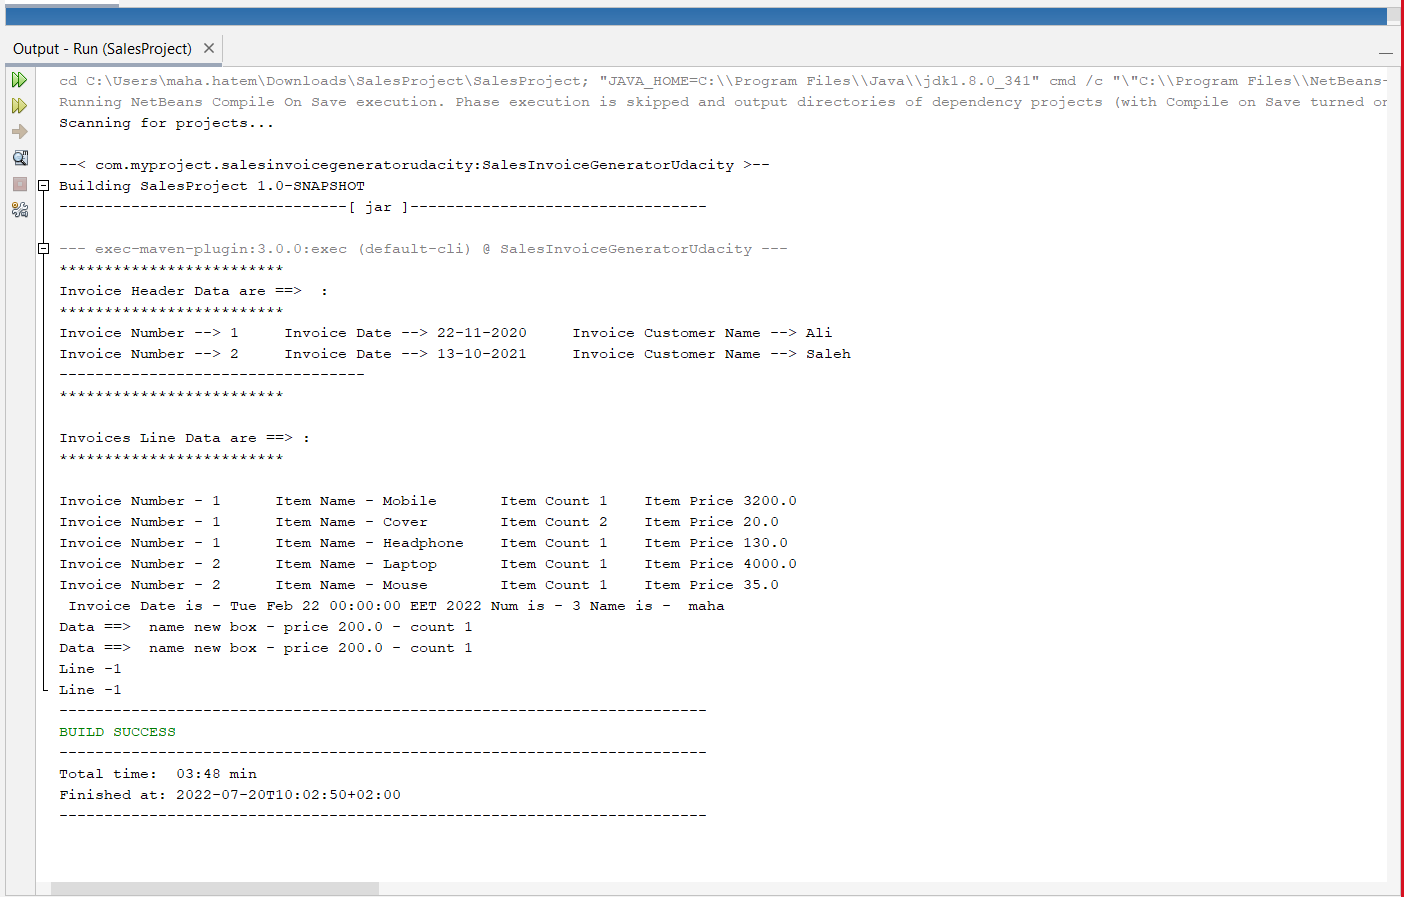 Output - Run (SalesProject) ×
cd C:\Users\maha.hatem\Downloads\SalesProject\SalesProject; "JAVA_HOME=C:\\Program Files\\Java\\jdk1.8.0_341" cmd /c "\"C:\\Program Files\\NetBeans-
Running NetBeans Compile On Save execution. Phase execution is skipped and output directories of dependency projects (with Compile on Save turned on
Scanning for projects...
--< com.myproject.salesinvoicegeneratorudacity:SalesInvoiceGeneratorUdacity >--
Building SalesProject 1.0-SNAPSHOT
--------------------------------[ jar ]---------------------------------
--- exec-maven-plugin:3.0.0:exec (default-cli) @ SalesInvoiceGeneratorUdacity ---
*************************
Invoice Header Data are ==>  :
*************************
Invoice Number --> 1     Invoice Date --> 22-11-2020     Invoice Customer Name --> Ali
Invoice Number --> 2     Invoice Date --> 13-10-2021     Invoice Customer Name --> Saleh
----------------------------------
*************************
Invoices Line Data are ==> :
*************************
Invoice Number - 1      Item Name - Mobile       Item Count 1    Item Price 3200.0
Invoice Number - 1      Item Name - Cover        Item Count 2    Item Price 20.0
Invoice Number - 1      Item Name - Headphone    Item Count 1    Item Price 130.0
Invoice Number - 2      Item Name - Laptop       Item Count 1    Item Price 4000.0
Invoice Number - 2      Item Name - Mouse        Item Count 1    Item Price 35.0
 Invoice Date is - Tue Feb 22 00:00:00 EET 2022 Num is - 3 Name is -  maha
Data ==>  name new box - price 200.0 - count 1
Data ==>  name new box - price 200.0 - count 1
Line -1
Line -1
------------------------------------------------------------------------
BUILD SUCCESS
------------------------------------------------------------------------
Total time:  03:48 min
Finished at: 2022-07-20T10:02:50+02:00
------------------------------------------------------------------------